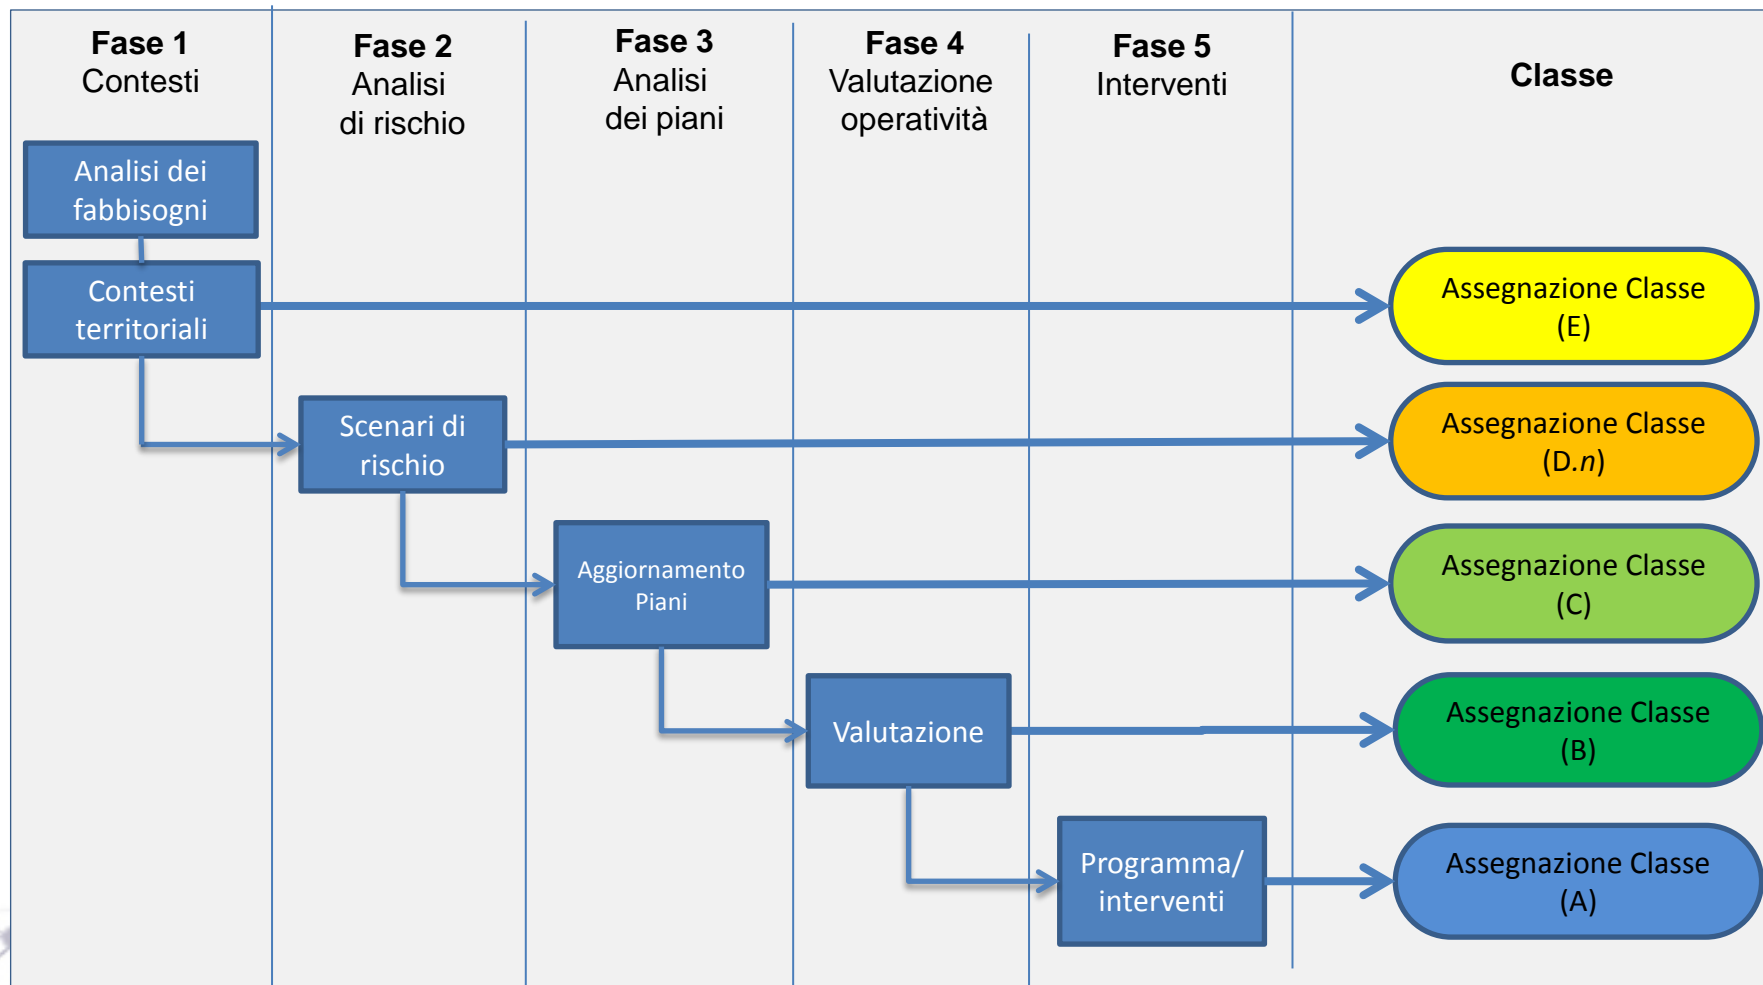 Fase 1
Contesti
Fase 2
Analisi
di rischio
Fase 3
Analisi
dei piani
Fase 4
Valutazione
operatività
Fase 5
Interventi
Classe
Analisi dei
fabbisogni
Contesti
territoriali
Assegnazione Classe
(E)
Scenari di
rischio
Assegnazione Classe
(D.n)
Aggiornamento
Piani
Assegnazione Classe
(C)
Valutazione
Assegnazione Classe
(B)
Programma/
interventi
Assegnazione Classe
(A)